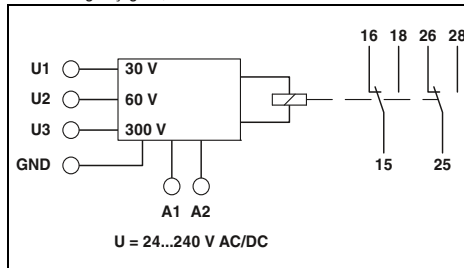 16 18 26 28
U1 30 V
U2 60 V
U3 300 V
GND
15 25
A1 A2
U = 24...240 V AC/DC